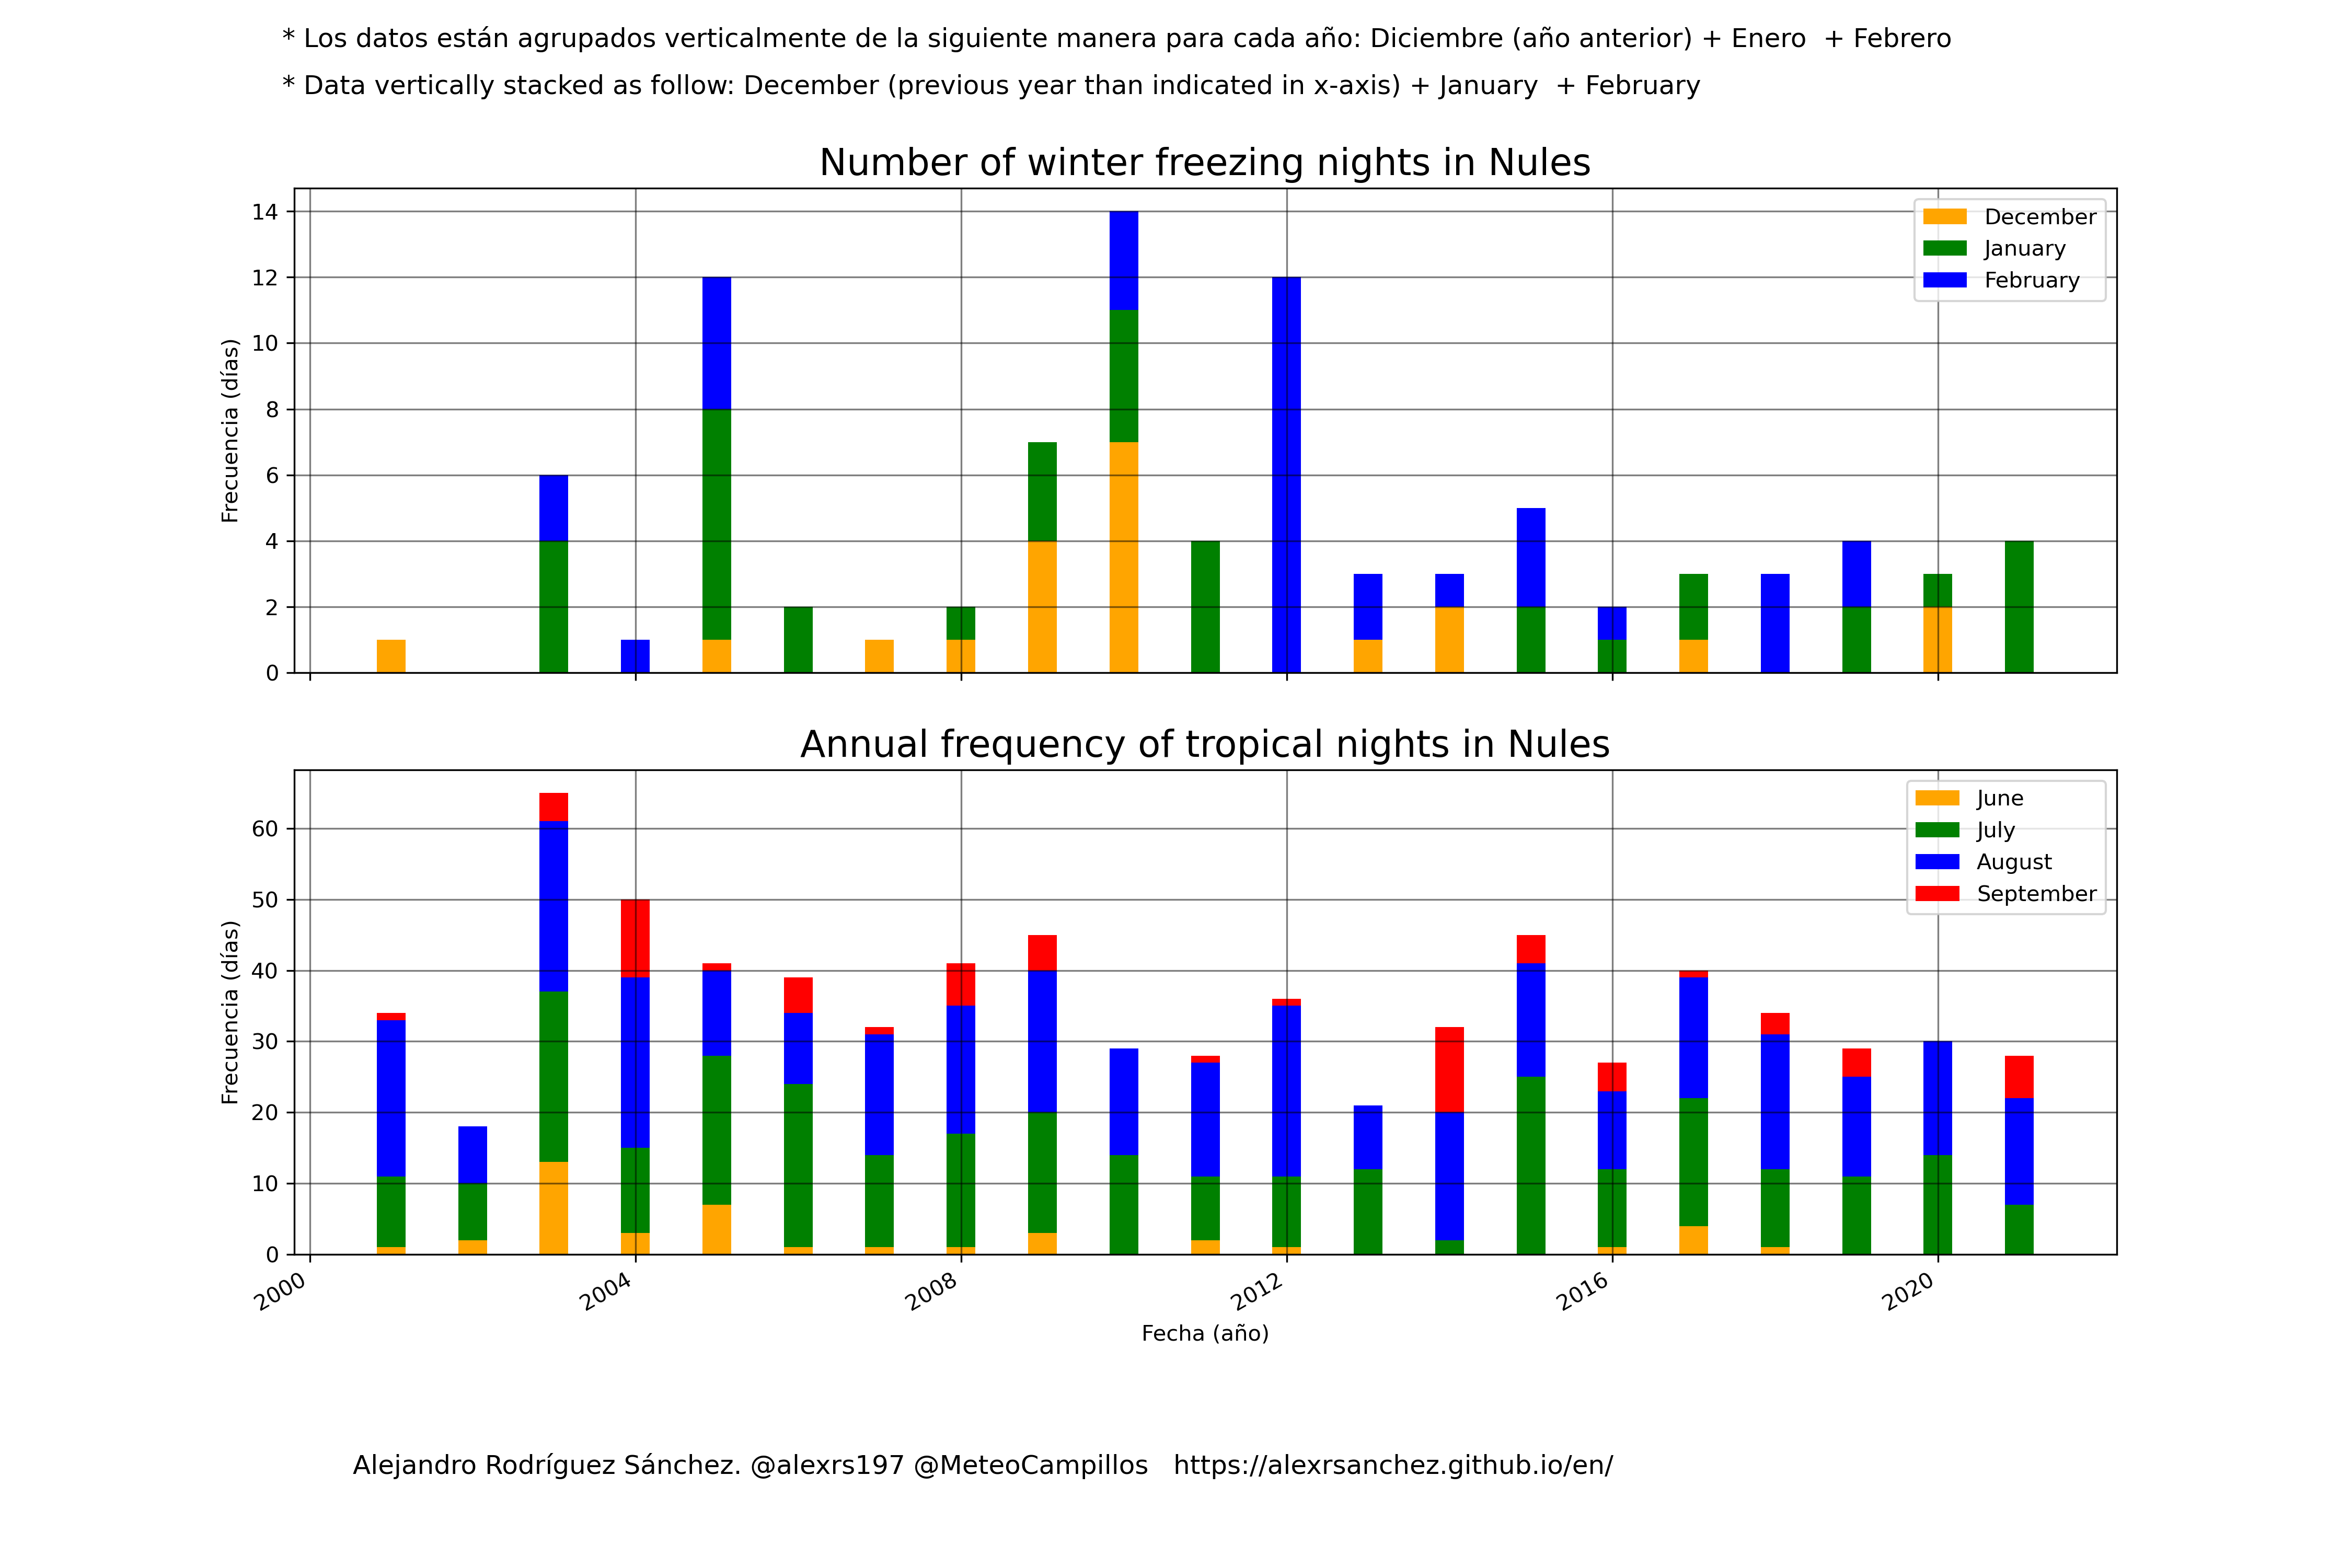 * Los datos están agrupados verticalmente de la siguiente manera para cada año: Diciembre (año anterior) + Enero  + Febrero
* Data vertically stacked as follow: December (previous year than indicated in x-axis) + January  + February
Number of winter freezing nights in Nules
14
12
10
8
6
4
2
0
Frecuencia (días)
December
January
February
Annual frequency of tropical nights in Nules
60
50
40
30
20
10
0
Frecuencia (días)
June
July
August
September
2000
2004
2008
2012
2016
2020
Fecha (año)
Alejandro Rodríguez Sánchez. @alexrs197 @MeteoCampillos   https://alexrsanchez.github.io/en/